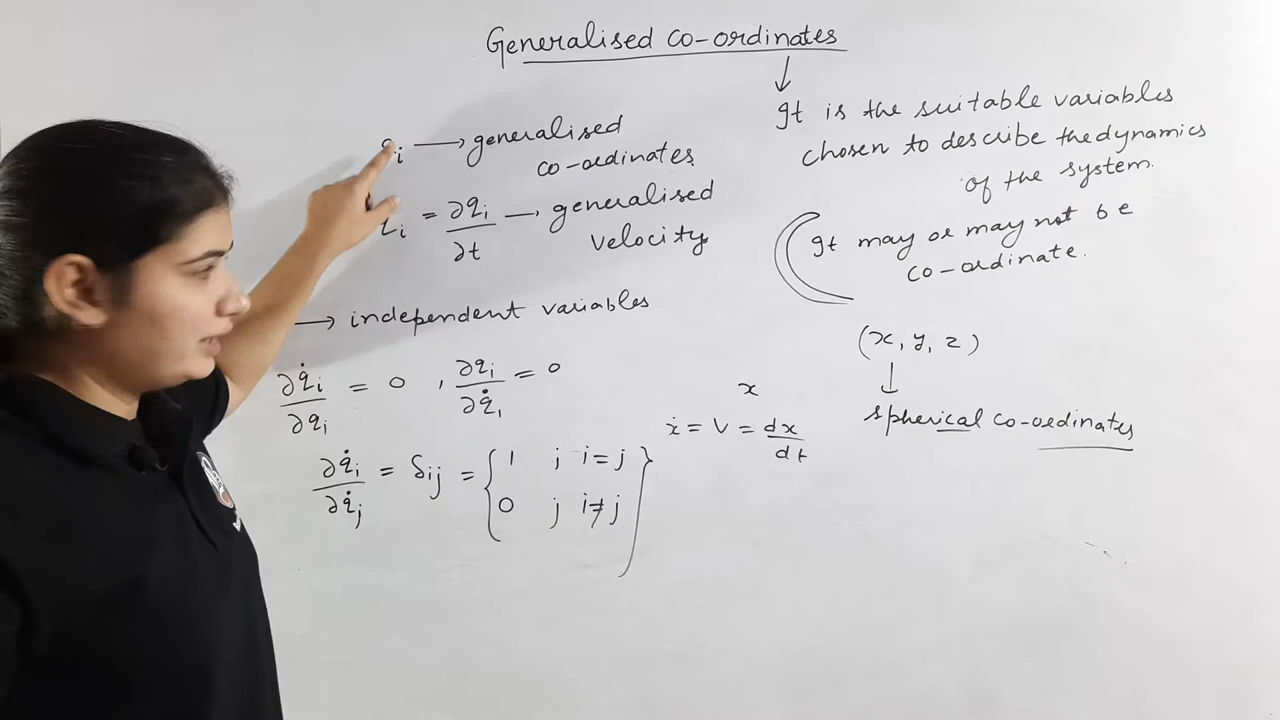 Generalised co-ordinates
It is the suitable variables
chosen to describe the dynamics
of the system.
It may or may not be
co-ordinate.
(x, y, z)
↓
spherical co-ordinates
qᵢ ⟶ generalised
co-ordinates
q̇ᵢ = ∂qᵢ/∂t — generalised
velocity
⟶ independent variables
∂q̇ᵢ/∂qᵢ = 0 , ∂qᵢ/∂q̇ᵢ = 0
∂q̇ᵢ/∂q̇ⱼ = δᵢⱼ = { 1 ; i = j
0 ; i ≠ j }
x
ẋ = v = dx/dt